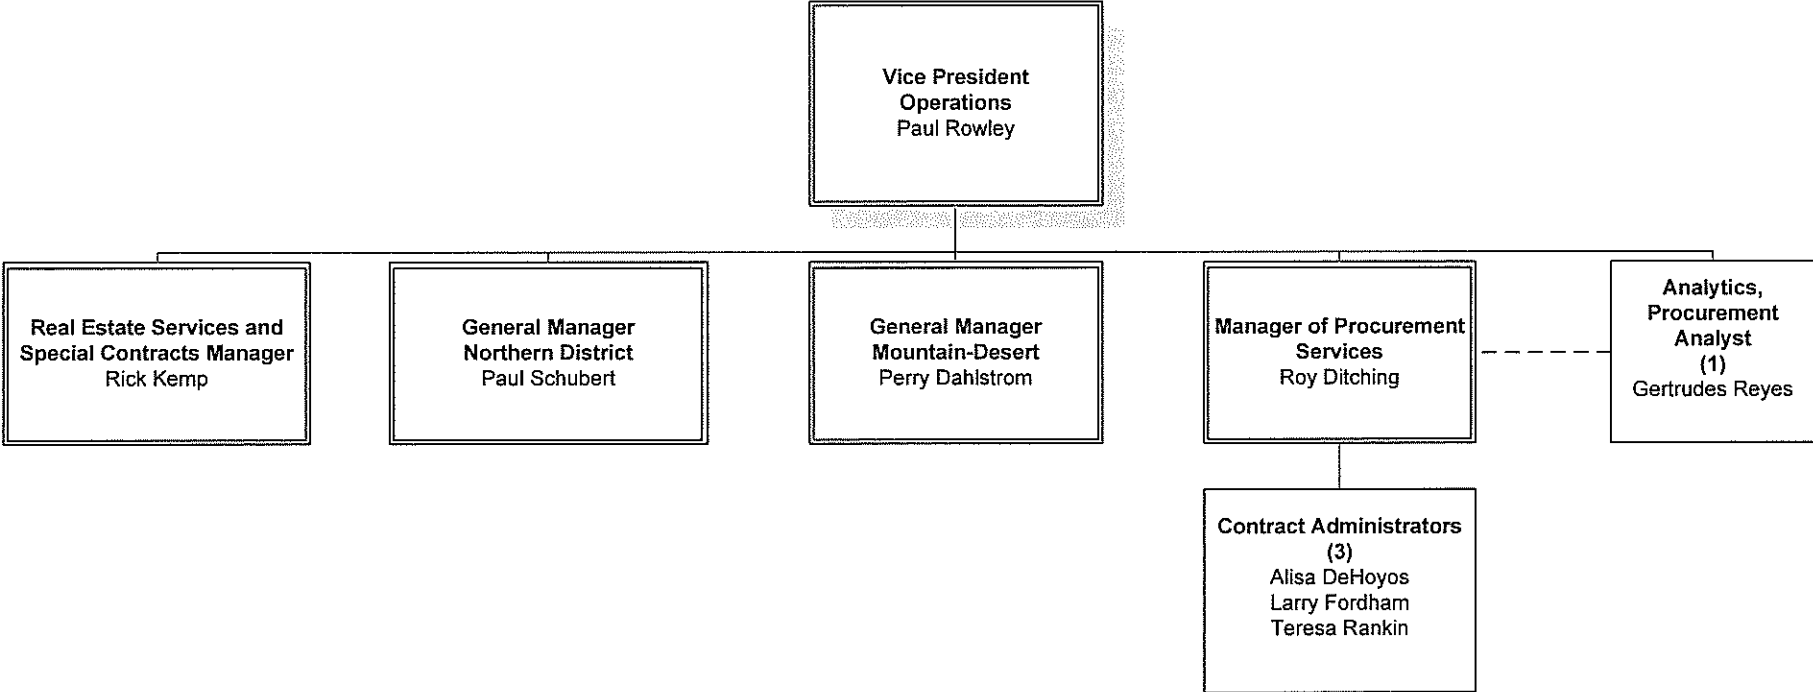 Vice President
Operations
Paul Rowley
Real Estate Services and
Special Contracts Manager
Rick Kemp
General Manager
Northern District
Paul Schubert
General Manager
Mountain-Desert
Perry Dahlstrom
Manager of Procurement
Services
Roy Ditching
Analytics,
Procurement
Analyst
(1)
Gertrudes Reyes
Contract Administrators
(3)
Alisa DeHoyos
Larry Fordham
Teresa Rankin